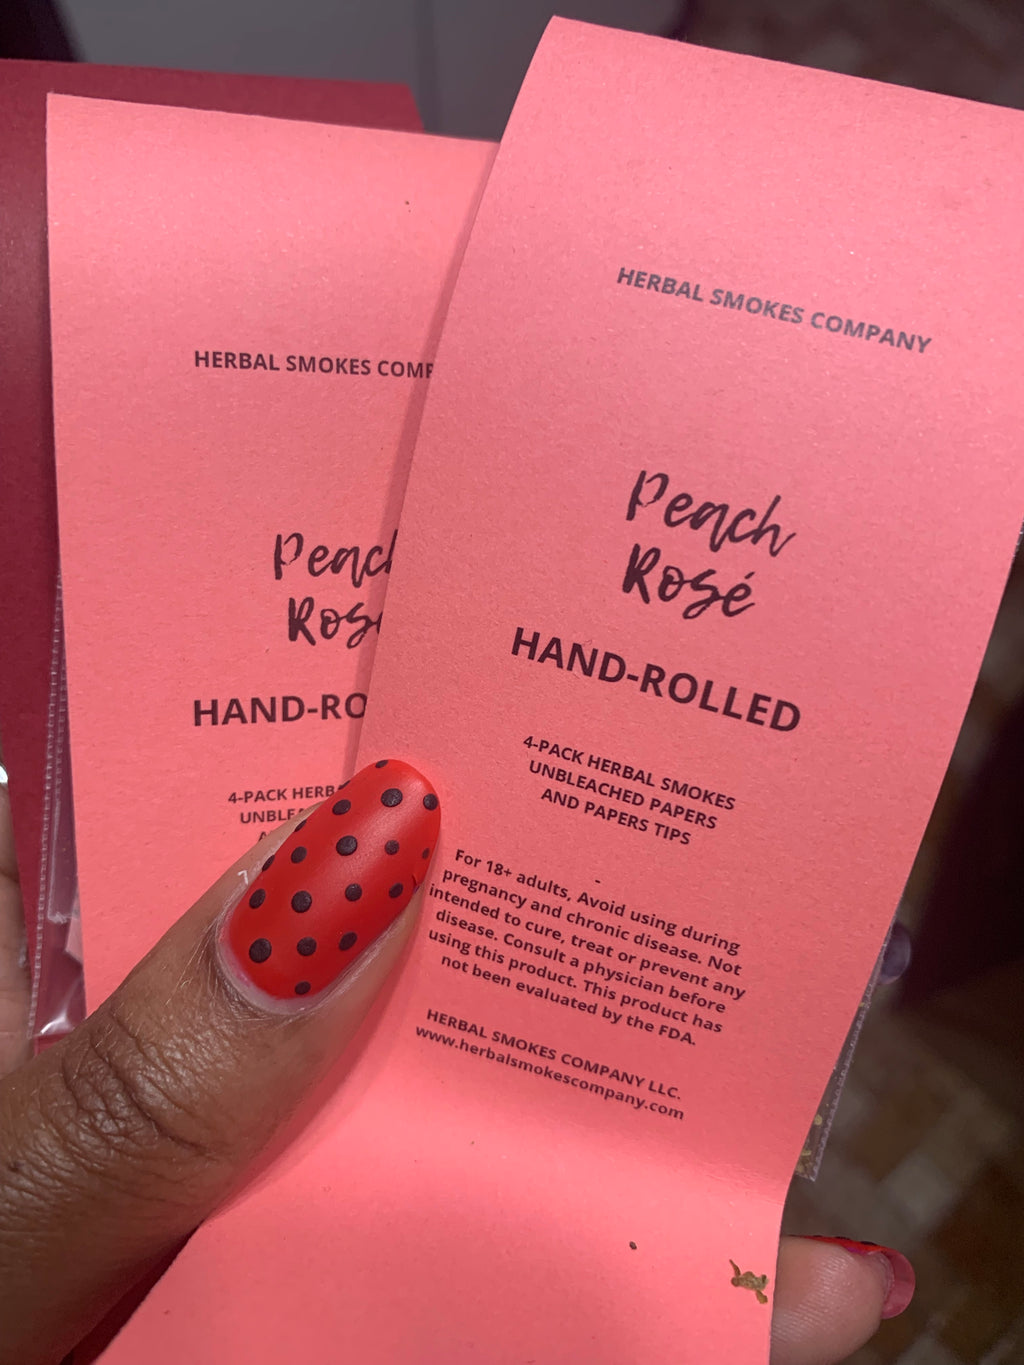 HERBAL SMOKES COMPANY
Peach
Rosé
HAND-ROLLED
4-PACK HERBAL SMOKES
UNBLEACHED PAPERS
AND PAPERS TIPS
For 18+ adults, Avoid using during
pregnancy and chronic disease. Not
intended to cure, treat or prevent any
disease. Consult a physician before
using this product. This product has
not been evaluated by the FDA.
HERBAL SMOKES COMPANY LLC.
www.herbalsmokescompany.com
HERBAL SMOKES COMP
Peach
Rosé
HAND-RO
4-PACK HERB
UNBLE